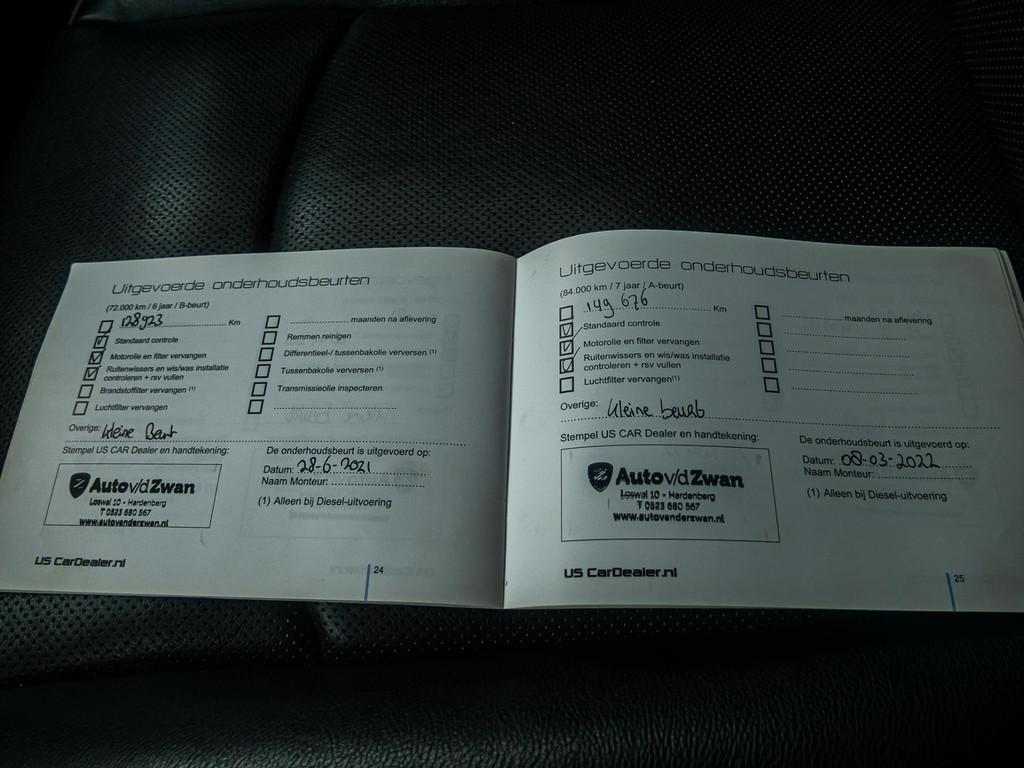 Uitgevoerde onderhoudsbeurten
(72.000 km / 6 jaar / B-beurt)
128923 Km
Standaard controle
Motorolie en filter vervangen
Ruitenwissers en wis/was installatie
controleren + rsv vullen
Brandstoffilter vervangen (1)
Luchtfilter vervangen
maanden na aflevering
Remmen reinigen
Differentieel-/ tussenbakolie verversen (1)
Tussenbakolie verversen (1)
Transmissieolie inspecteren
Overige: kleine Beurt
Stempel US CAR Dealer en handtekening:
Auto v/d Zwan
Loswal 10 - Hardenberg
T 0523 680 567
www.autovanderzwan.nl
De onderhoudsbeurt is uitgevoerd op:
Datum: 28-6-2021
Naam Monteur:
(1) Alleen bij Diesel-uitvoering
US CarDealer.nl
24
Uitgevoerde onderhoudsbeurten
(84.000 km / 7 jaar / A-beurt)
149 676 Km
Standaard controle
Motorolie en filter vervangen
Ruitenwissers en wis/was installatie
controleren + rsv vullen
Luchtfilter vervangen(1)
maanden na aflevering
Overige: kleine beurt
Stempel US CAR Dealer en handtekening:
Auto v/d Zwan
Loswal 10 - Hardenberg
T 0523 680 567
www.autovanderzwan.nl
De onderhoudsbeurt is uitgevoerd op:
Datum: 08-03-2022
Naam Monteur:
(1) Alleen bij Diesel-uitvoering
US CarDealer.nl
25